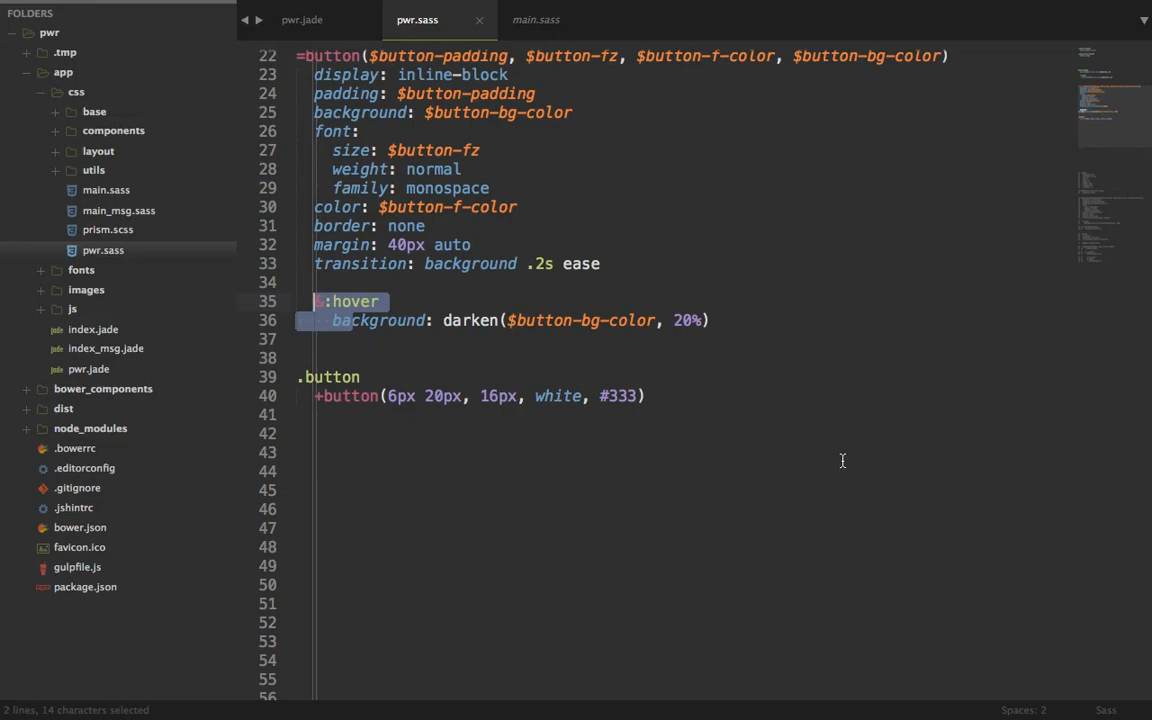 FOLDERS
pwr
.tmp
app
css
base
components
layout
utils
main.sass
main_msg.sass
prism.scss
pwr.sass
fonts
images
js
index.jade
index_msg.jade
pwr.jade
bower_components
dist
node_modules
.bowerrc
.editorconfig
.gitignore
.jshintrc
bower.json
favicon.ico
gulpfile.js
package.json
pwr.jade
pwr.sass
main.sass
22 =button($button-padding, $button-fz, $button-f-color, $button-bg-color)
23 display: inline-block
24 padding: $button-padding
25 background: $button-bg-color
26 font:
27 size: $button-fz
28 weight: normal
29 family: monospace
30 color: $button-f-color
31 border: none
32 margin: 40px auto
33 transition: background .2s ease
34
35 &:hover
36 background: darken($button-bg-color, 20%)
37
38
39 .button
40 +button(6px 20px, 16px, white, #333)
41
42
43
44
45
46
47
48
49
50
51
52
53
54
55
56
2 lines, 14 characters selected
Spaces: 2
Sass